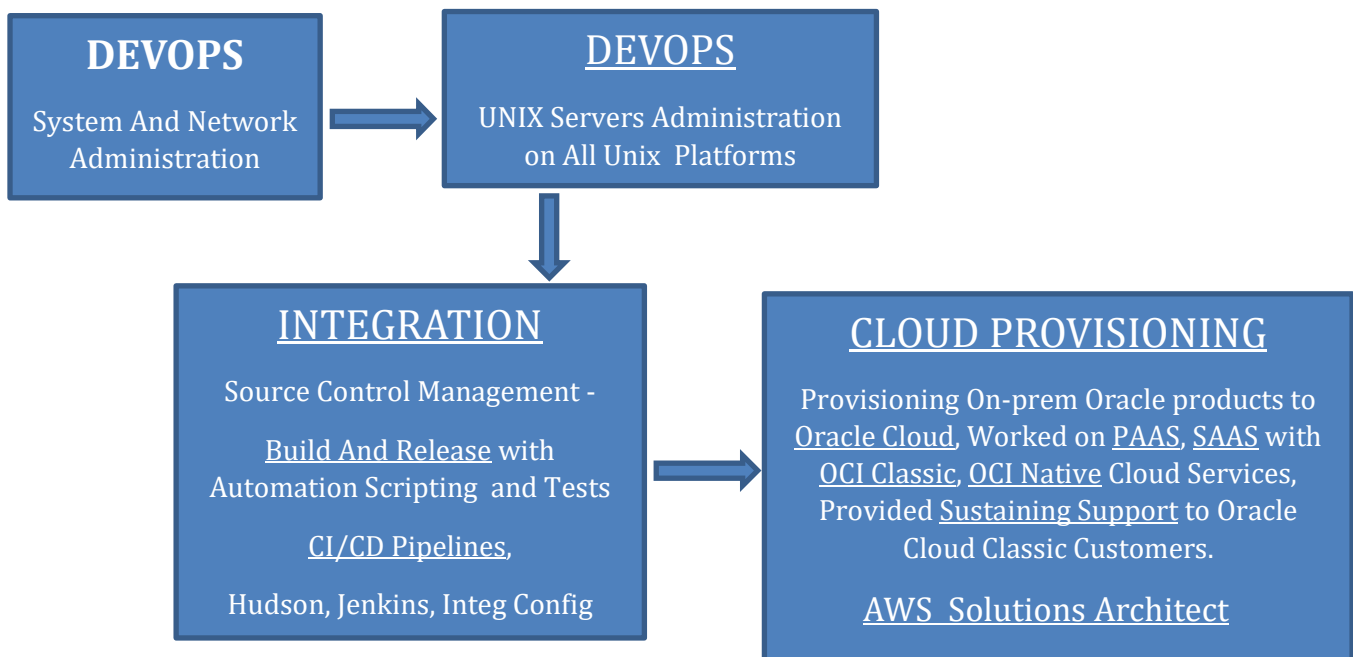 DEVOPS
System And Network
Administration
DEVOPS
UNIX Servers Administration
on All Unix Platforms
INTEGRATION
Source Control Management -
Build And Release with
Automation Scripting and Tests
CI/CD Pipelines,
Hudson, Jenkins, Integ Config
CLOUD PROVISIONING
Provisioning On-prem Oracle products to
Oracle Cloud, Worked on PAAS, SAAS with
OCI Classic, OCI Native Cloud Services,
Provided Sustaining Support to Oracle
Cloud Classic Customers.
AWS Solutions Architect